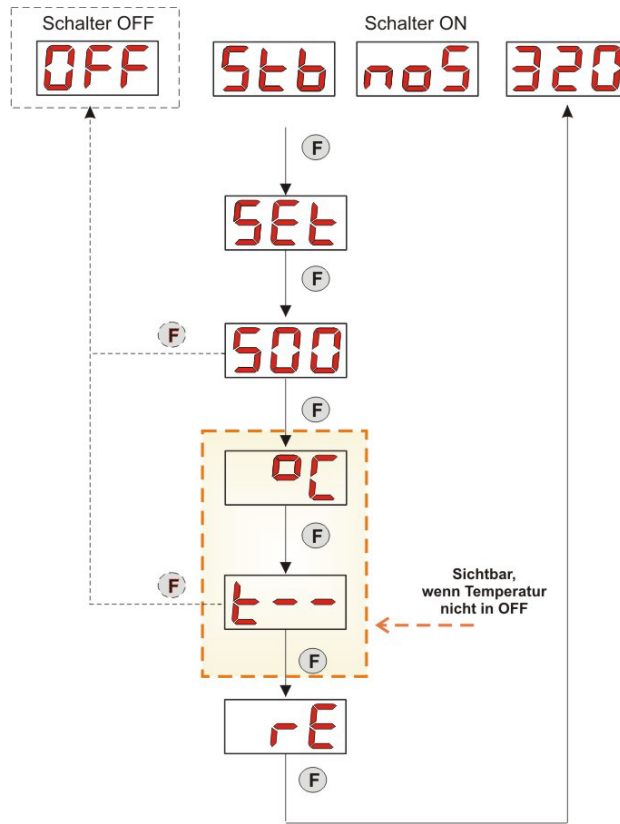 Schalter OFF
Schalter ON
OFF
Stb
noS
320
F
SEt
F
F
500
F
°C
F
F
t--
Sichtbar,
wenn Temperatur
nicht in OFF
F
rE
F